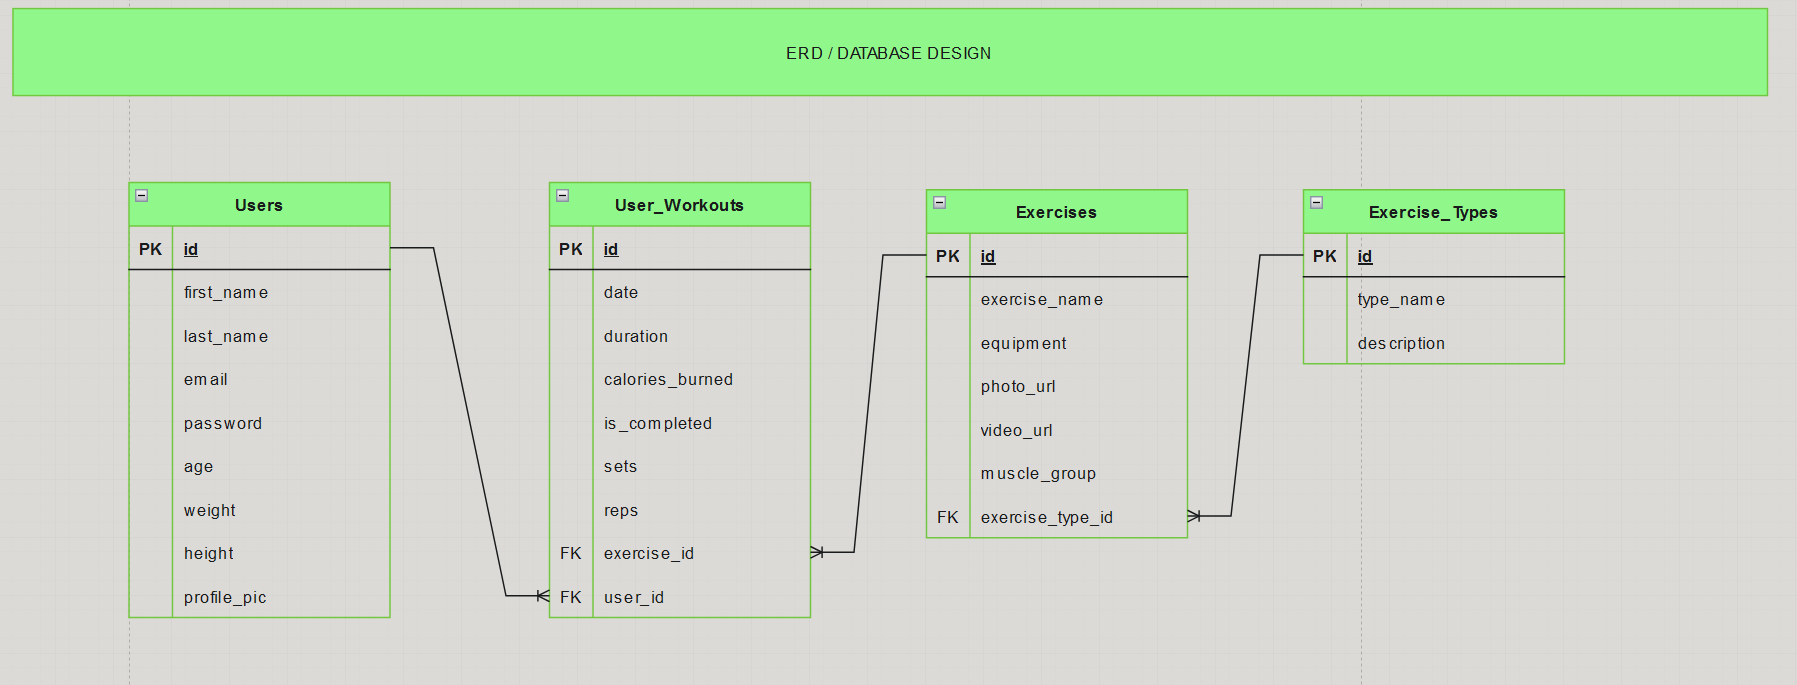 ERD / DATABASE DESIGN
Users
PK id
first_name
last_name
email
password
age
weight
height
profile_pic
User_Workouts
PK id
date
duration
calories_burned
is_completed
sets
reps
FK exercise_id
FK user_id
Exercises
PK id
exercise_name
equipment
photo_url
video_url
muscle_group
FK exercise_type_id
Exercise_Types
PK id
type_name
description